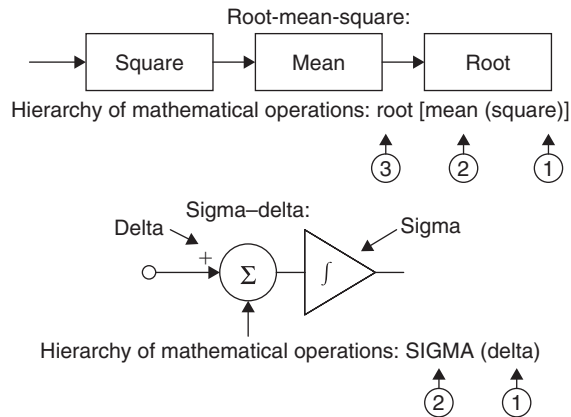 Root-mean-square:
Square Mean Root
Hierarchy of mathematical operations: root [mean (square)]
3 2 1
Sigma–delta:
Delta
Sigma
+
Σ ∫
Hierarchy of mathematical operations: SIGMA (delta)
2 1